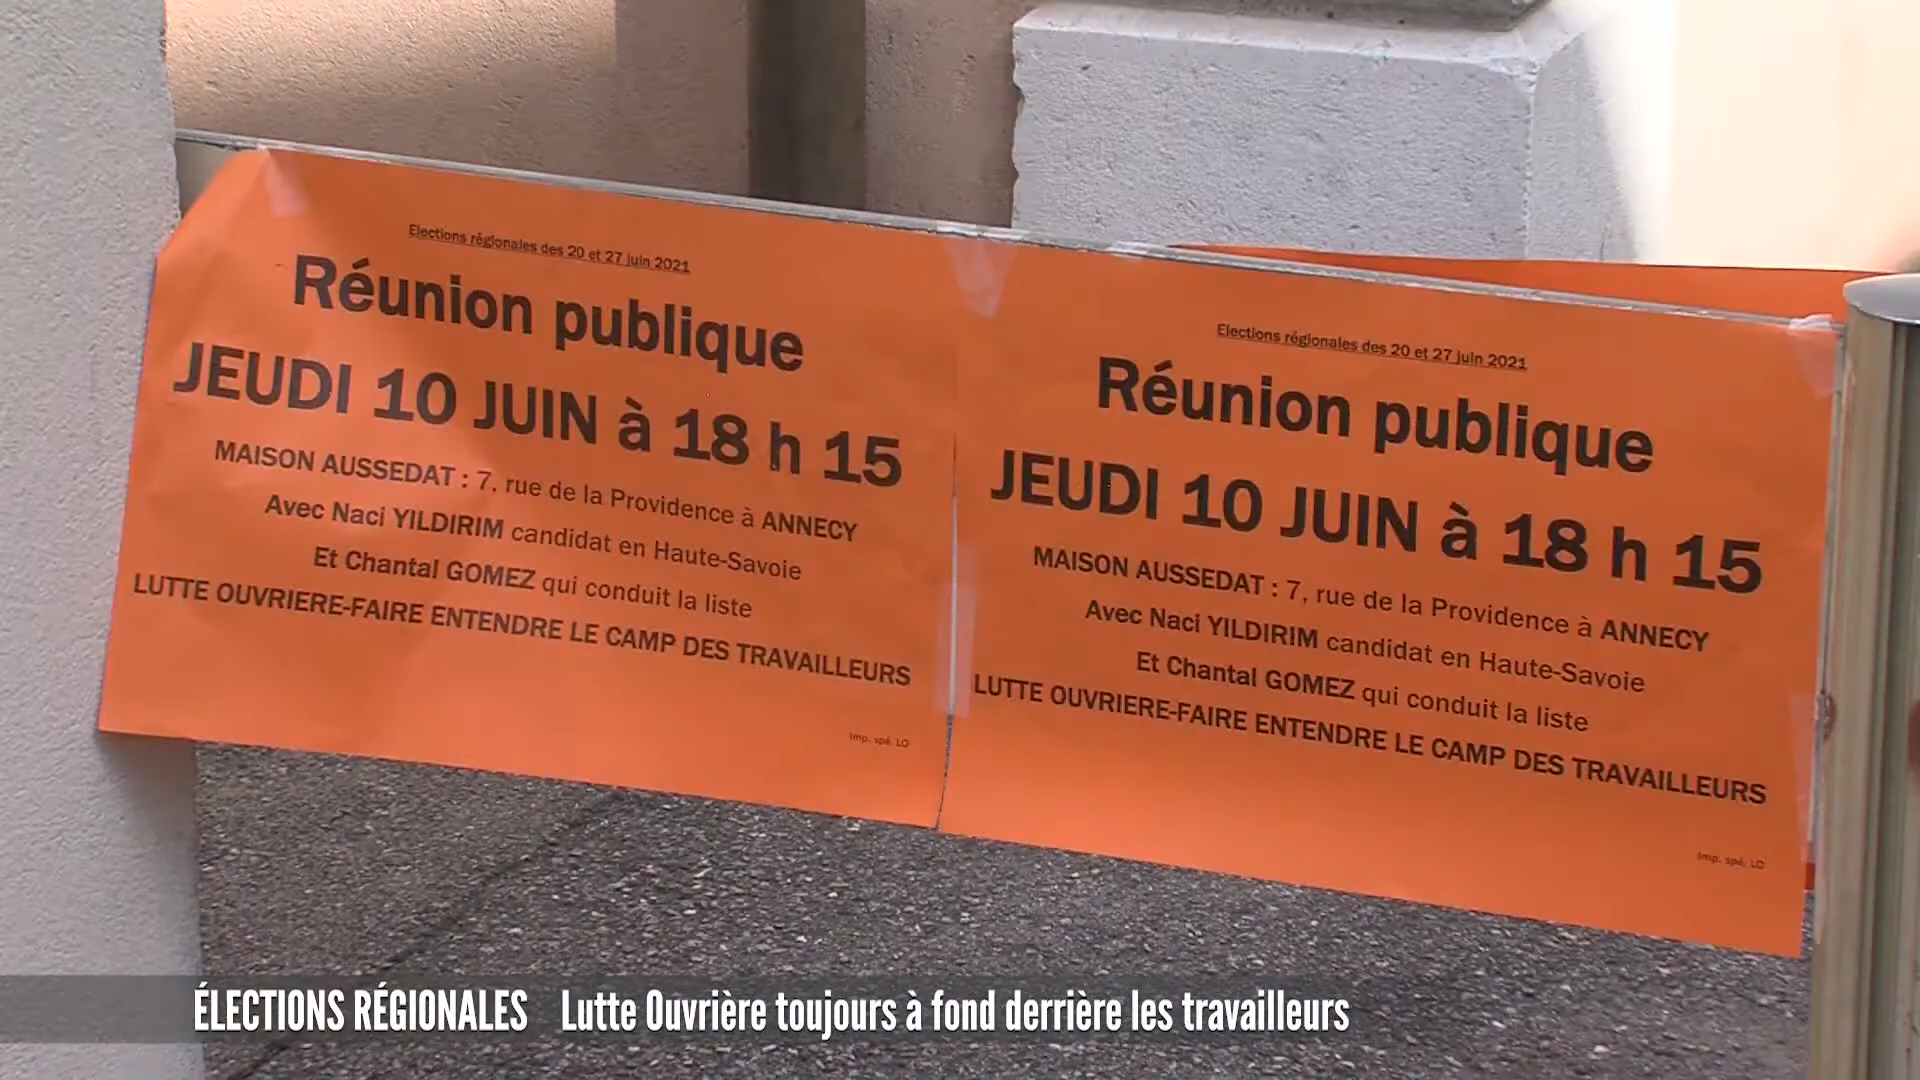 Elections régionales des 20 et 27 juin 2021
Réunion publique
JEUDI 10 JUIN à 18 h 15
MAISON AUSSEDAT : 7, rue de la Providence à ANNECY
Avec Naci YILDIRIM candidat en Haute-Savoie
Et Chantal GOMEZ qui conduit la liste
LUTTE OUVRIERE-FAIRE ENTENDRE LE CAMP DES TRAVAILLEURS
Imp. spé. LO
Elections régionales des 20 et 27 juin 2021
Réunion publique
JEUDI 10 JUIN à 18 h 15
MAISON AUSSEDAT : 7, rue de la Providence à ANNECY
Avec Naci YILDIRIM candidat en Haute-Savoie
Et Chantal GOMEZ qui conduit la liste
LUTTE OUVRIERE-FAIRE ENTENDRE LE CAMP DES TRAVAILLEURS
Imp. spé. LO
ÉLECTIONS RÉGIONALES Lutte Ouvrière toujours à fond derrière les travailleurs